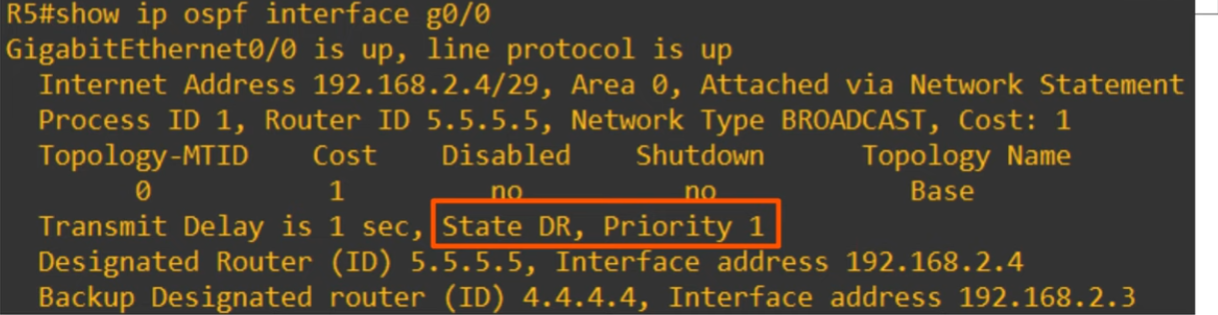 R5#show ip ospf interface g0/0
GigabitEthernet0/0 is up, line protocol is up
Internet Address 192.168.2.4/29, Area 0, Attached via Network Statement
Process ID 1, Router ID 5.5.5.5, Network Type BROADCAST, Cost: 1
Topology-MTID Cost Disabled Shutdown Topology Name
0 1 no no Base
Transmit Delay is 1 sec, State DR, Priority 1
Designated Router (ID) 5.5.5.5, Interface address 192.168.2.4
Backup Designated router (ID) 4.4.4.4, Interface address 192.168.2.3